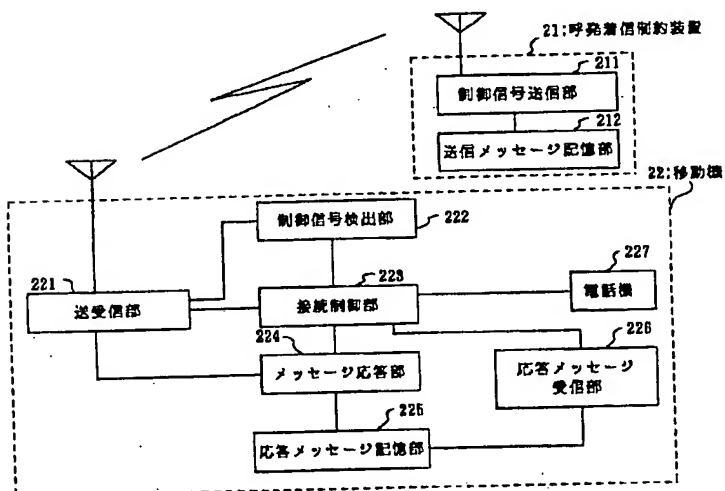 21:呼発着信制約装置
211
制御信号送信部
212
送信メッセージ記憶部
22:移動機
制御信号検出部
222
221
送受信部
223
接続制御部
227
電話機
224
メッセージ応答部
226
応答メッセージ
受信部
225
応答メッセージ記憶部